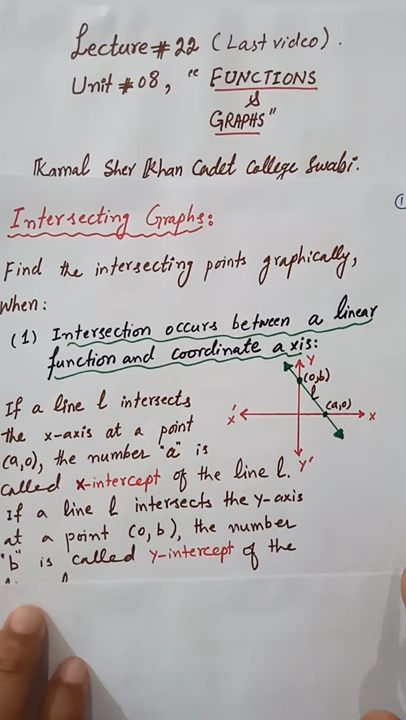 Lecture # 22 (Last video).
Unit # 08, " FUNCTIONS
&
GRAPHS"
Karnal Sher Khan Cadet College Swabi.
1
Intersecting Graphs:
Find the intersecting points graphically,
when:
(1) Intersection occurs between a linear
function and coordinate axis:
If a line l intersects
the x-axis at a point
(a,0), the number "a" is
called x-intercept of the line l.
Y
(0,b)
l
(a,0)
X'
X
Y'
If a line l intersects the y-axis
at a point (0,b), the number
"b" is called y-intercept of the